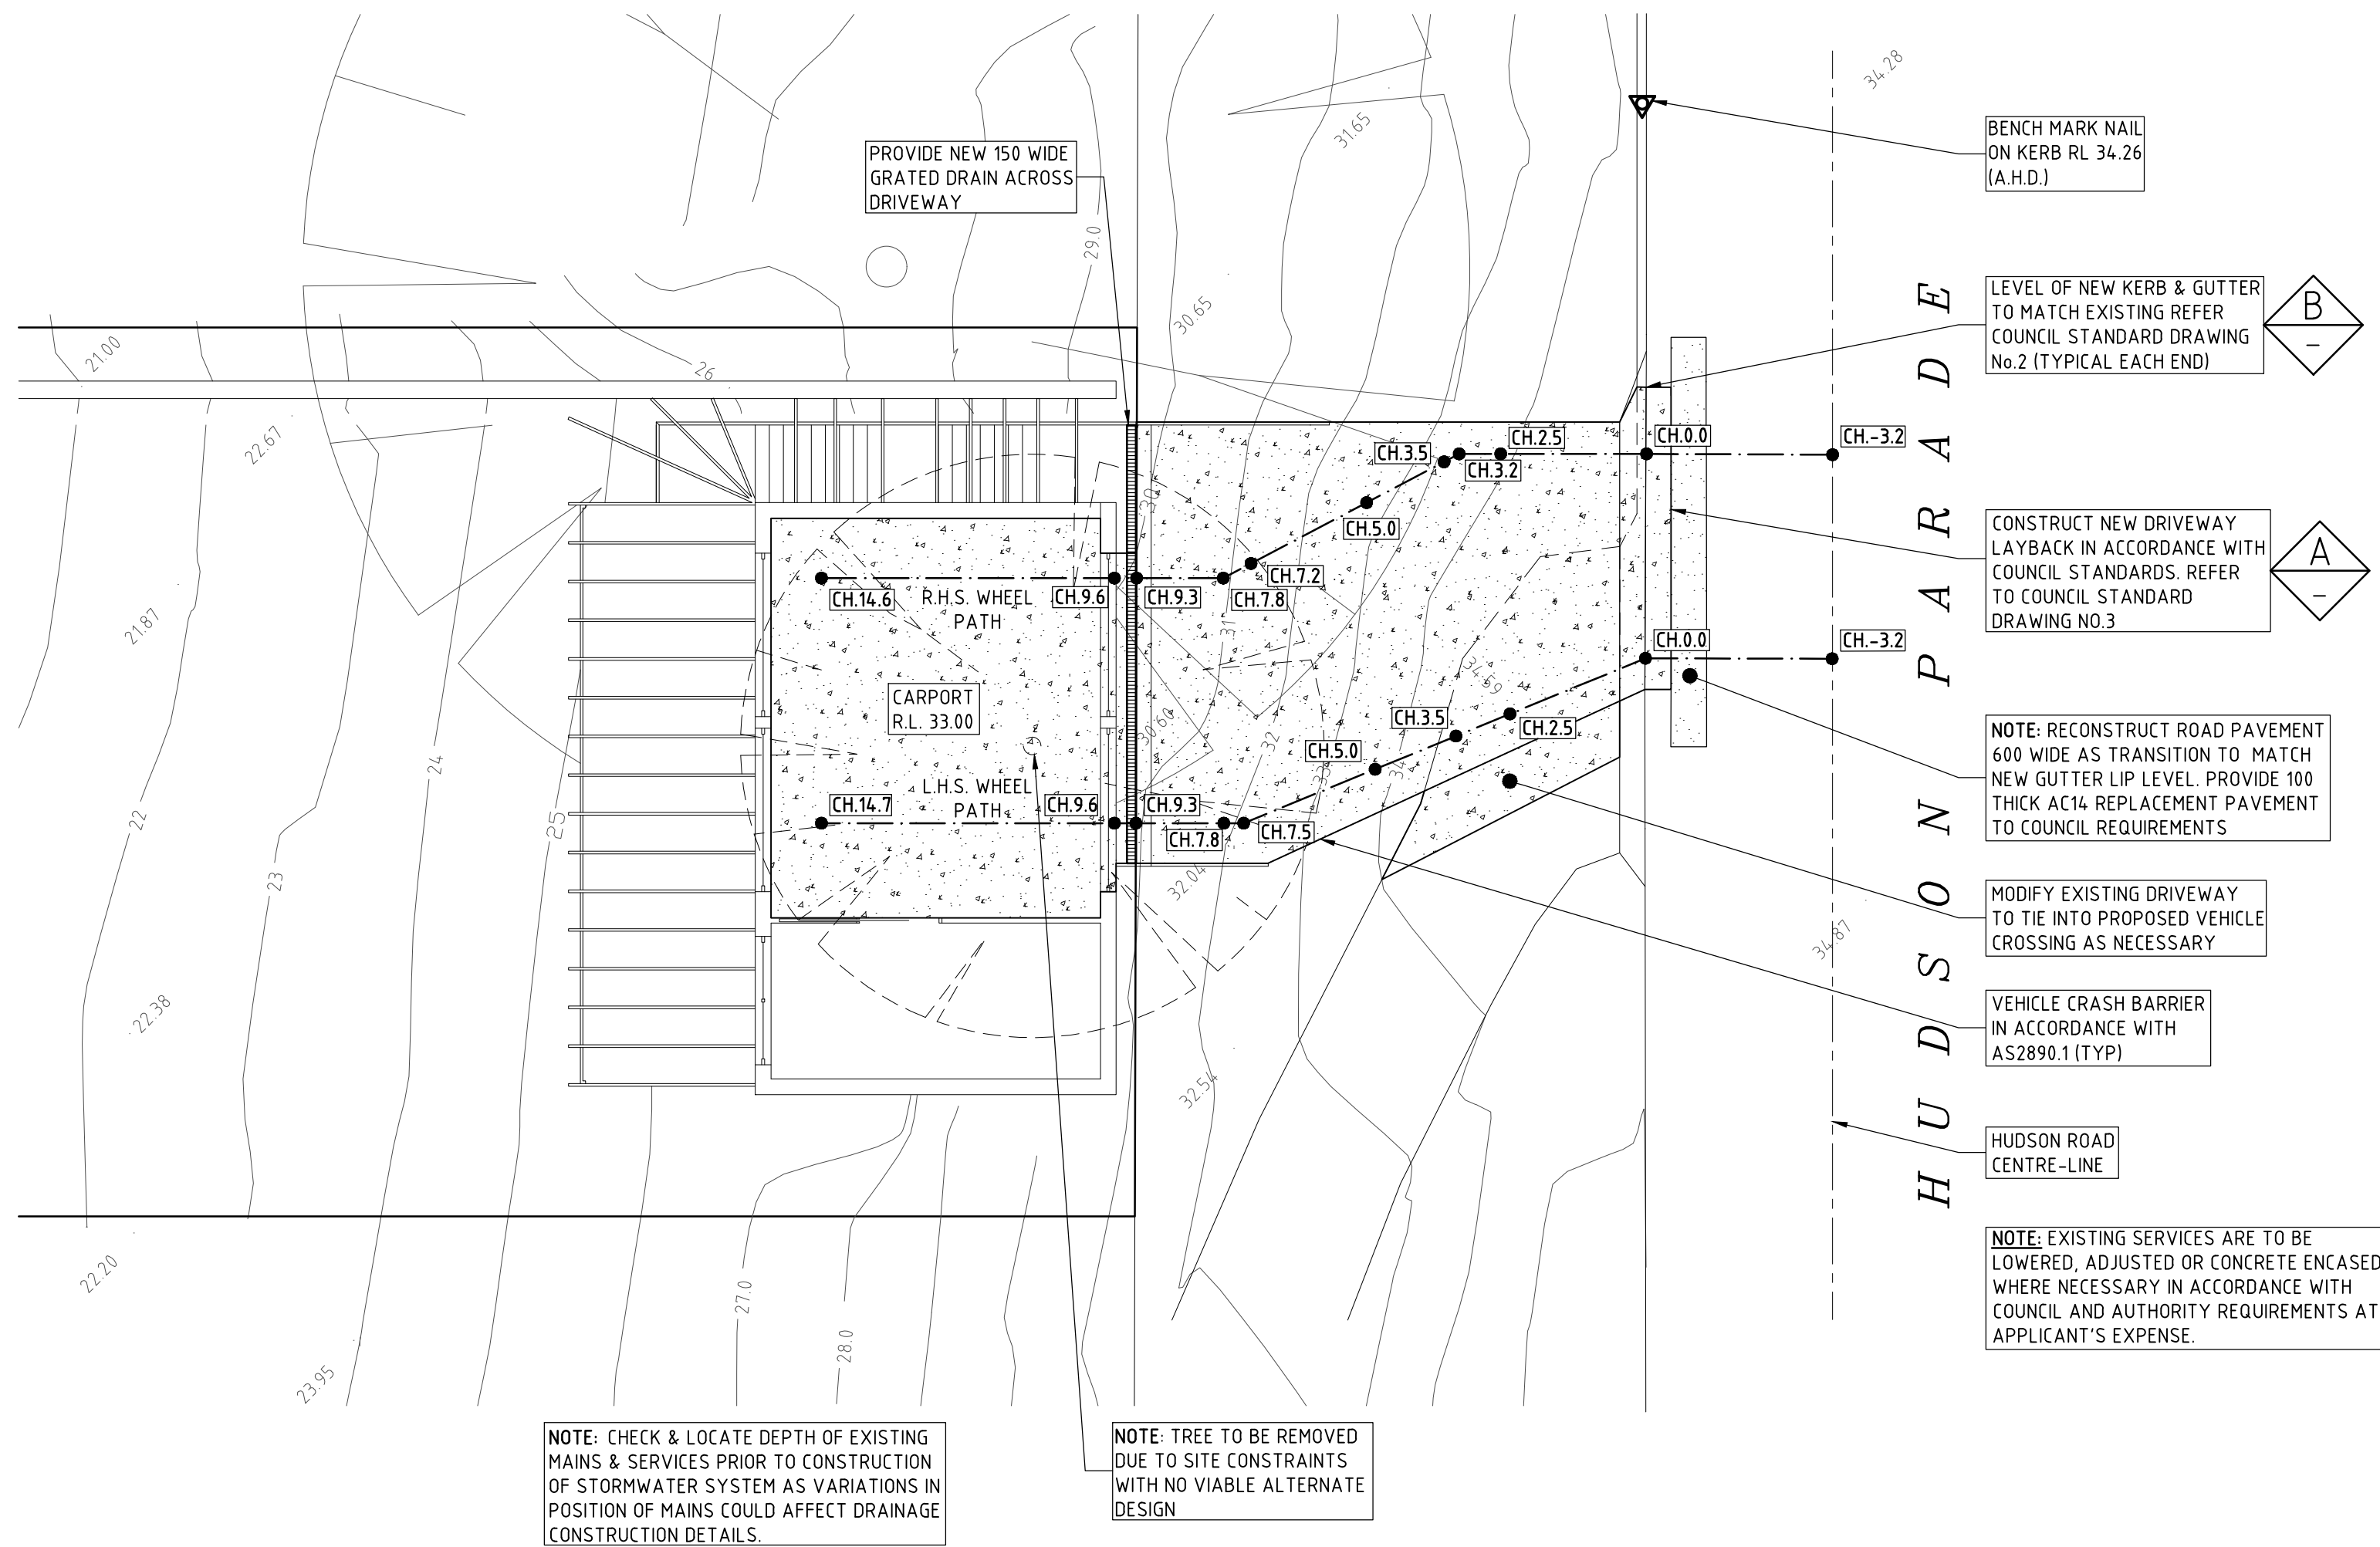 34.28
BENCH MARK NAIL
ON KERB RL 34.26
(A.H.D.)
31.65
PROVIDE NEW 150 WIDE
GRATED DRAIN ACROSS
DRIVEWAY
29.0
30.65
LEVEL OF NEW KERB & GUTTER
TO MATCH EXISTING REFER
COUNCIL STANDARD DRAWING
No.2 (TYPICAL EACH END)
B
-
21.00
26
22.67
CH.3.5
CH.2.5
CH.3.2
CH.0.0
CH.-3.2
CH.5.0
30
CONSTRUCT NEW DRIVEWAY
LAYBACK IN ACCORDANCE WITH
COUNCIL STANDARDS. REFER
TO COUNCIL STANDARD
DRAWING NO.3
A
-
CH.14.6
R.H.S. WHEEL
PATH
CH.9.6
CH.9.3
CH.7.2
CH.7.8
21.87
31
CH.0.0
CH.-3.2
HUDSON PARADE
CARPORT
R.L. 33.00
34.59
30.60
32
33
34
CH.3.5
CH.2.5
CH.5.0
NOTE: RECONSTRUCT ROAD PAVEMENT
600 WIDE AS TRANSITION TO MATCH
NEW GUTTER LIP LEVEL. PROVIDE 100
THICK AC14 REPLACEMENT PAVEMENT
TO COUNCIL REQUIREMENTS
22
23
24
25
CH.14.7
L.H.S. WHEEL
PATH
CH.9.6
CH.9.3
CH.7.8
CH.7.5
32.04
MODIFY EXISTING DRIVEWAY
TO TIE INTO PROPOSED VEHICLE
CROSSING AS NECESSARY
34.87
22.38
VEHICLE CRASH BARRIER
IN ACCORDANCE WITH
AS2890.1 (TYP)
32.54
HUDSON ROAD
CENTRE-LINE
22.20
27.0
28.0
23.95
NOTE: EXISTING SERVICES ARE TO BE
LOWERED, ADJUSTED OR CONCRETE ENCASED
WHERE NECESSARY IN ACCORDANCE WITH
COUNCIL AND AUTHORITY REQUIREMENTS AT
APPLICANT'S EXPENSE.
NOTE: CHECK & LOCATE DEPTH OF EXISTING
MAINS & SERVICES PRIOR TO CONSTRUCTION
OF STORMWATER SYSTEM AS VARIATIONS IN
POSITION OF MAINS COULD AFFECT DRAINAGE
CONSTRUCTION DETAILS.
NOTE: TREE TO BE REMOVED
DUE TO SITE CONSTRAINTS
WITH NO VIABLE ALTERNATE
DESIGN